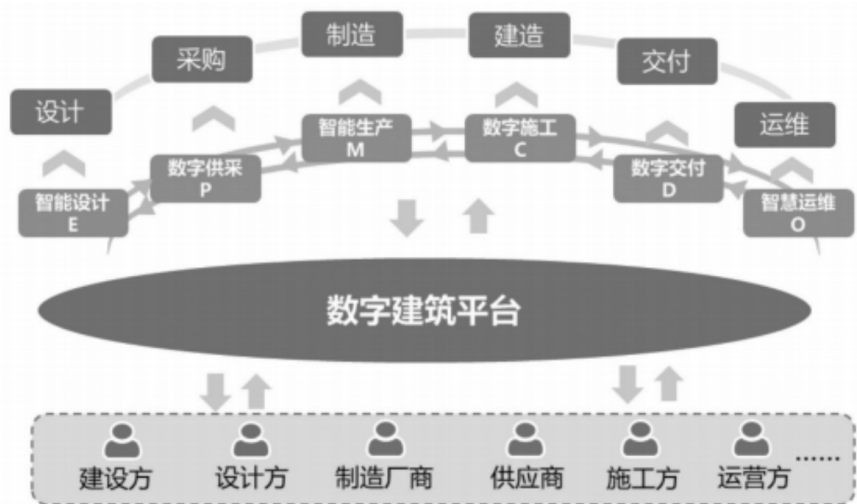 设计
采购
制造
建造
交付
运维
智能设计
E
数字供采
P
智能生产
M
数字施工
C
数字交付
D
智慧运维
O
数字建筑平台
建设方
设计方
制造厂商
供应商
施工方
运营方
……